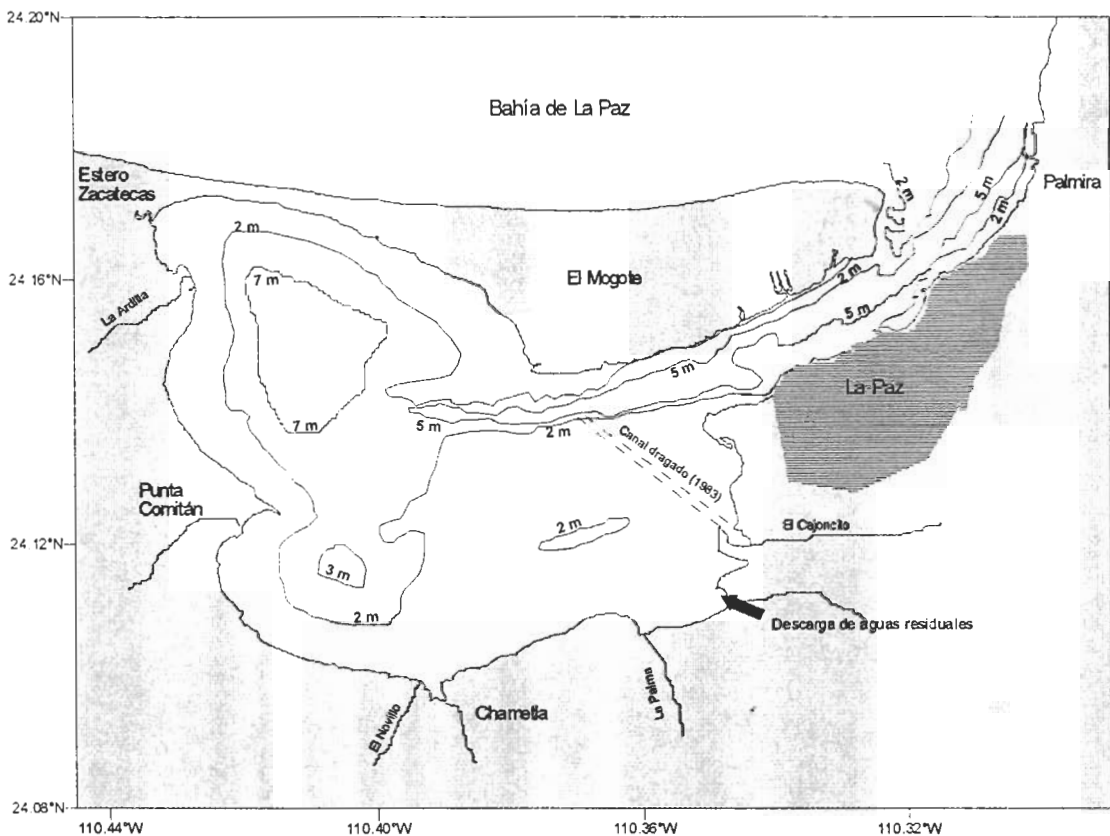 24.20°N
Bahía de La Paz
Estero
Zacatecas
Palmira
2 m
5 m
2 m
2 m
24.16°N
7 m
El Mogote
2 m
La Ardilla
5 m
5 m
La Paz
7 m
5 m
2 m
Canal dragado (1983)
Punta
Comitán
2 m
El Cajoncito
24.12°N
3 m
2 m
Descarga de aguas residuales
La Palma
El Novillo
Chametla
24.08°N
110.44°W
110.40°W
110.36°W
110.32°W